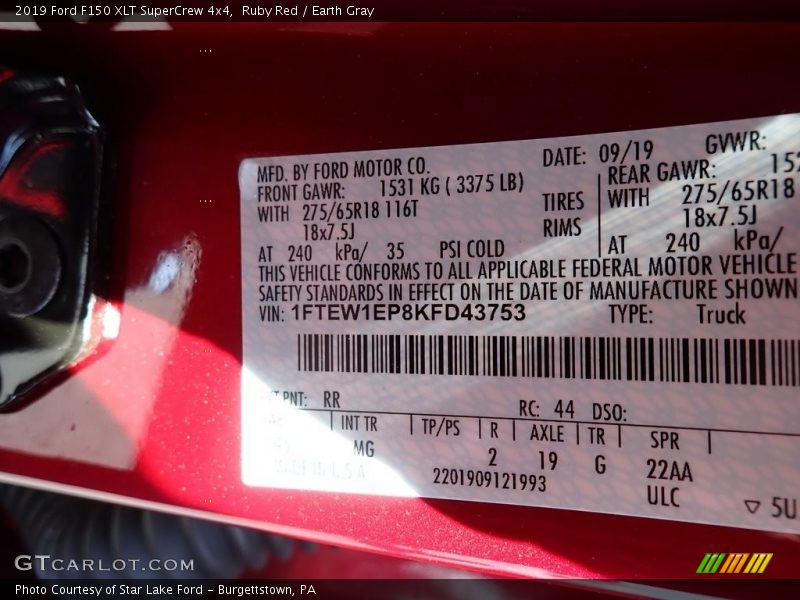 2019 Ford F150 XLT SuperCrew 4x4,  Ruby Red / Earth Gray
MFD. BY FORD MOTOR CO.
DATE: 09/19
GVWR:
FRONT GAWR: 1531 KG ( 3375 LB)
REAR GAWR: 152
WITH 275/65R18 116T
TIRES
WITH 275/65R18
18x7.5J
RIMS
18x7.5J
AT 240 kPa/ 35 PSI COLD
AT 240 kPa/
THIS VEHICLE CONFORMS TO ALL APPLICABLE FEDERAL MOTOR VEHICLE
SAFETY STANDARDS IN EFFECT ON THE DATE OF MANUFACTURE SHOWN
VIN: 1FTEW1EP8KFD43753
TYPE: Truck
PNT: RR
RC: 44 DSO:
INT TR TP/PS R AXLE TR SPR
MG 2 19 G 22AA
MADE IN U.S.A
2201909121993
ULC
5U
GTCARLOT.COM
Photo Courtesy of Star Lake Ford - Burgettstown, PA